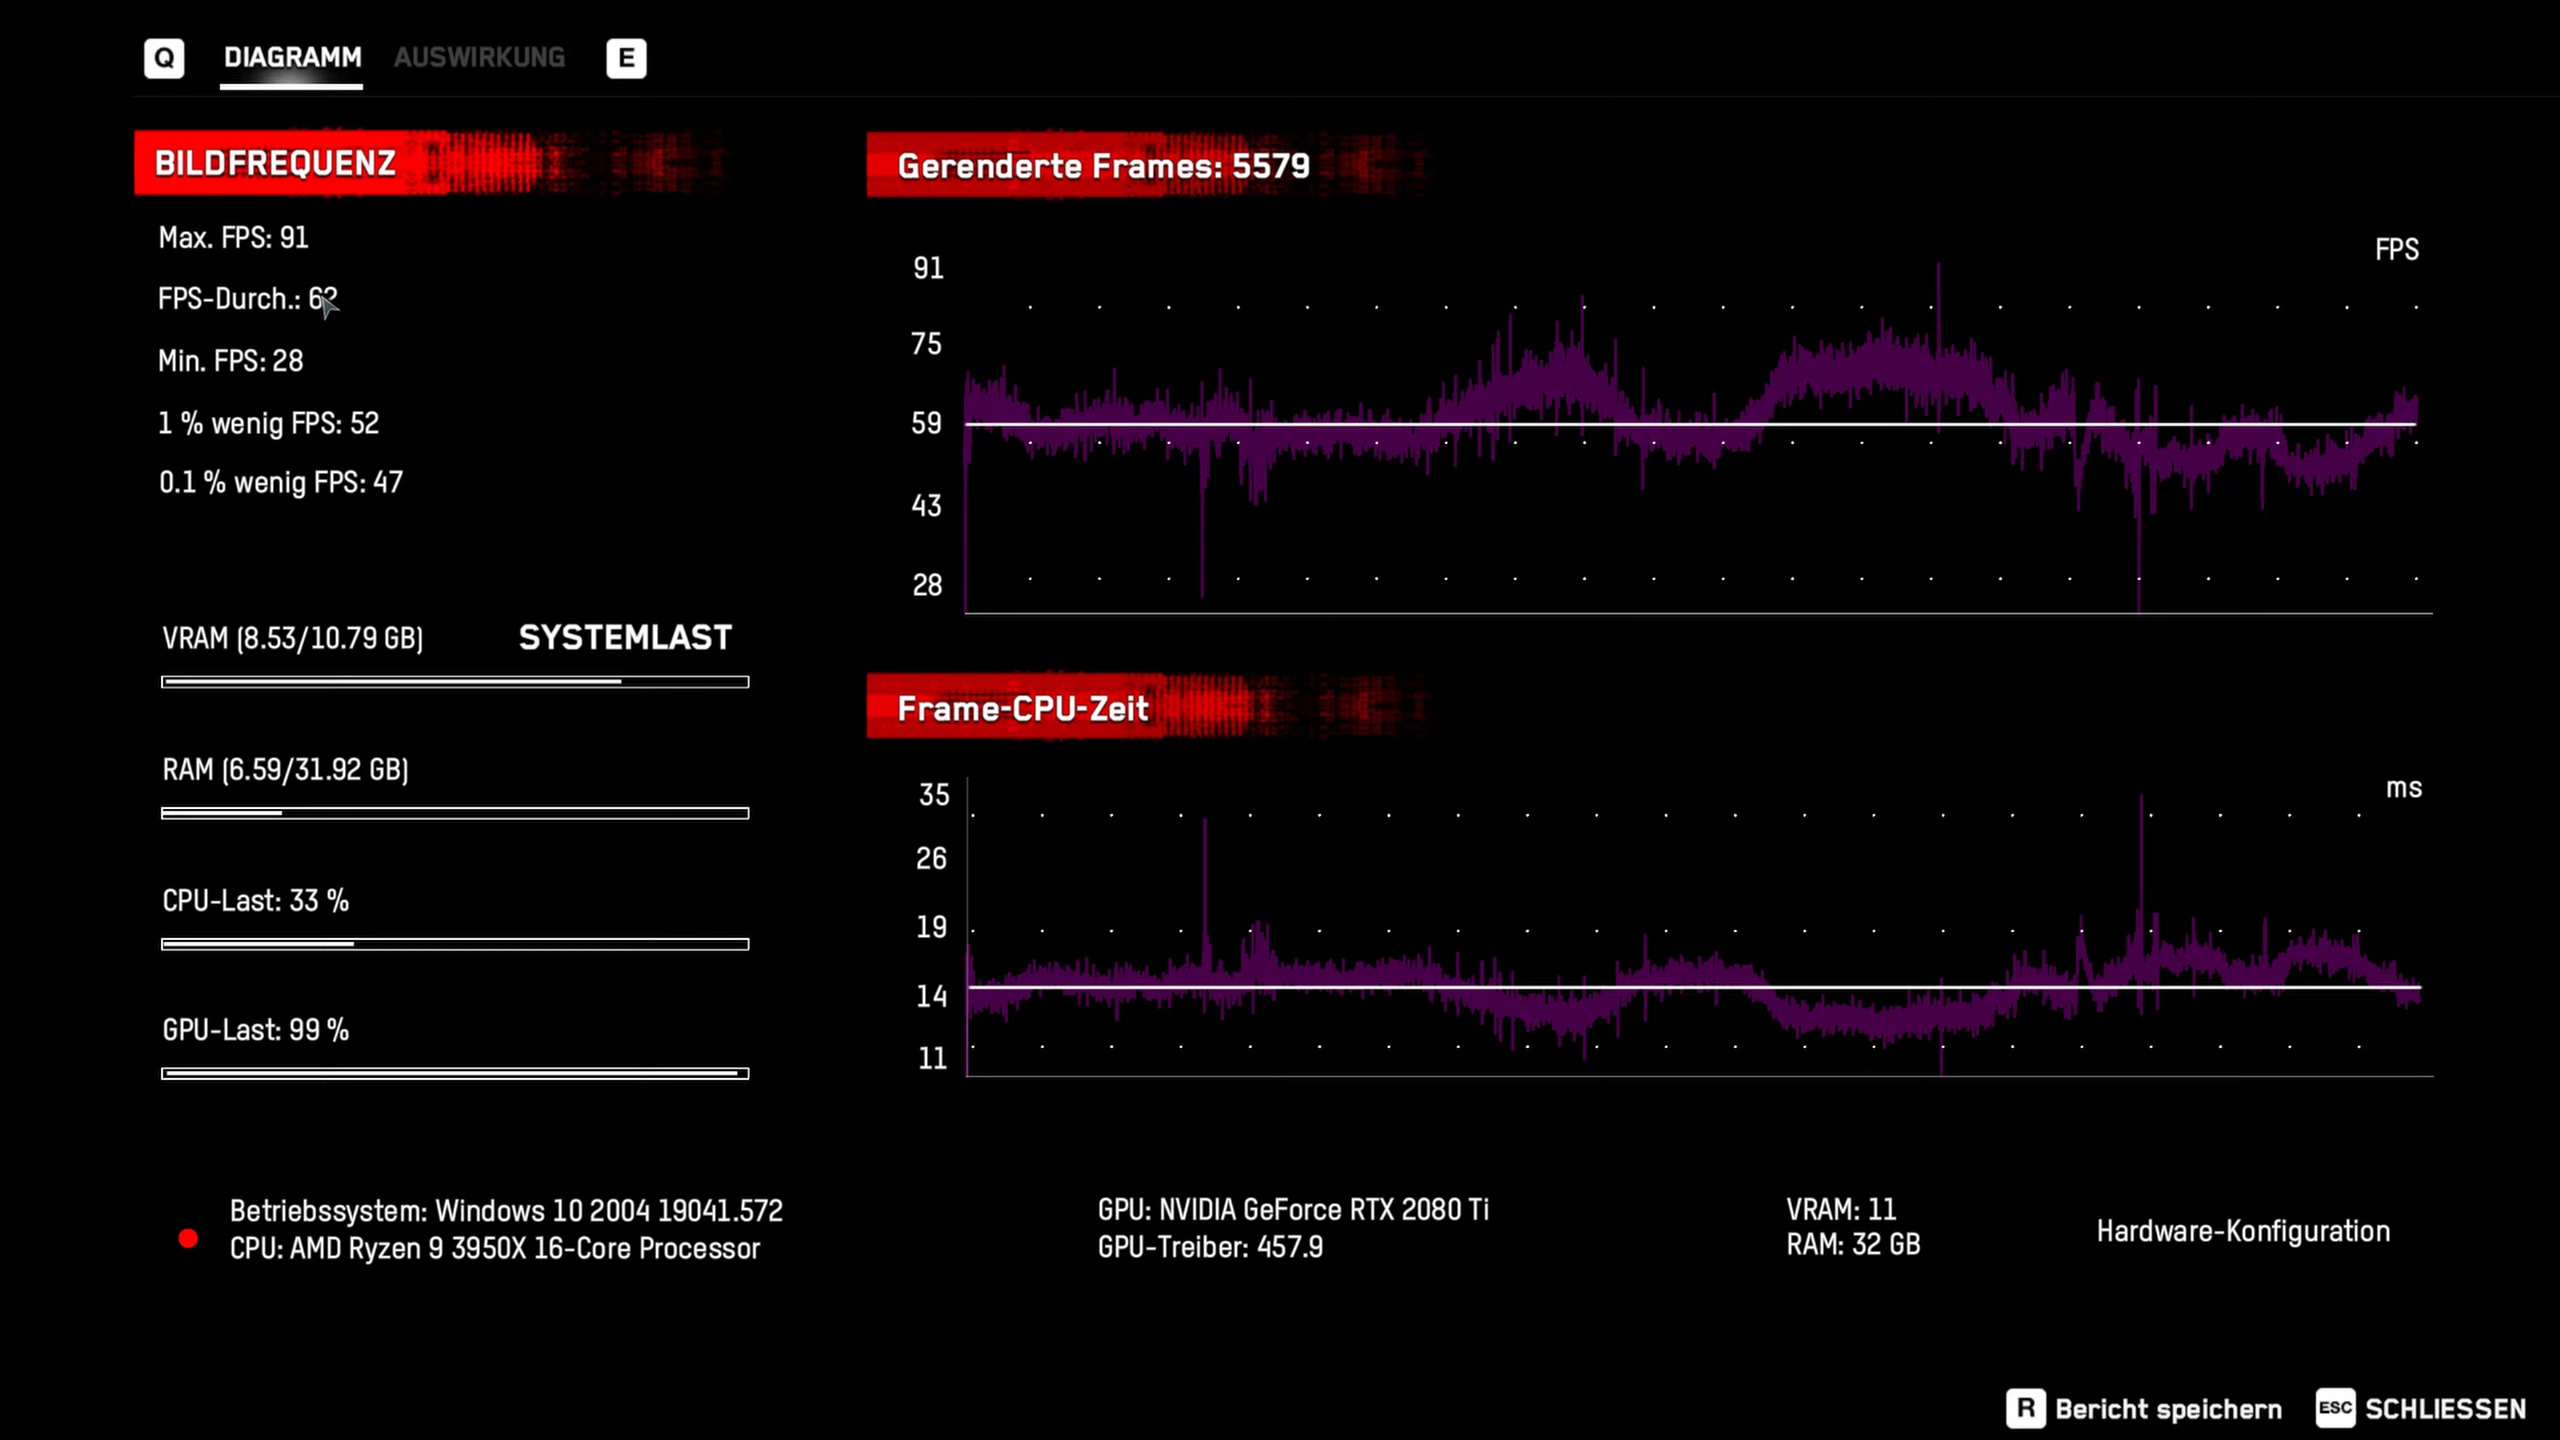 Q DIAGRAMM AUSWIRKUNG E
BILDFREQUENZ
Max. FPS: 91
FPS-Durch.: 62
Min. FPS: 28
1 % wenig FPS: 52
0.1 % wenig FPS: 47
VRAM (8.53/10.79 GB) SYSTEMLAST
RAM (6.59/31.92 GB)
CPU-Last: 33 %
GPU-Last: 99 %
Gerenderte Frames: 5579
FPS
91
75
59
43
28
Frame-CPU-Zeit
ms
35
26
19
14
11
Betriebssystem: Windows 10 2004 19041.572
CPU: AMD Ryzen 9 3950X 16-Core Processor
GPU: NVIDIA GeForce RTX 2080 Ti
GPU-Treiber: 457.9
VRAM: 11
RAM: 32 GB
Hardware-Konfiguration
R Bericht speichern ESC SCHLIESSEN